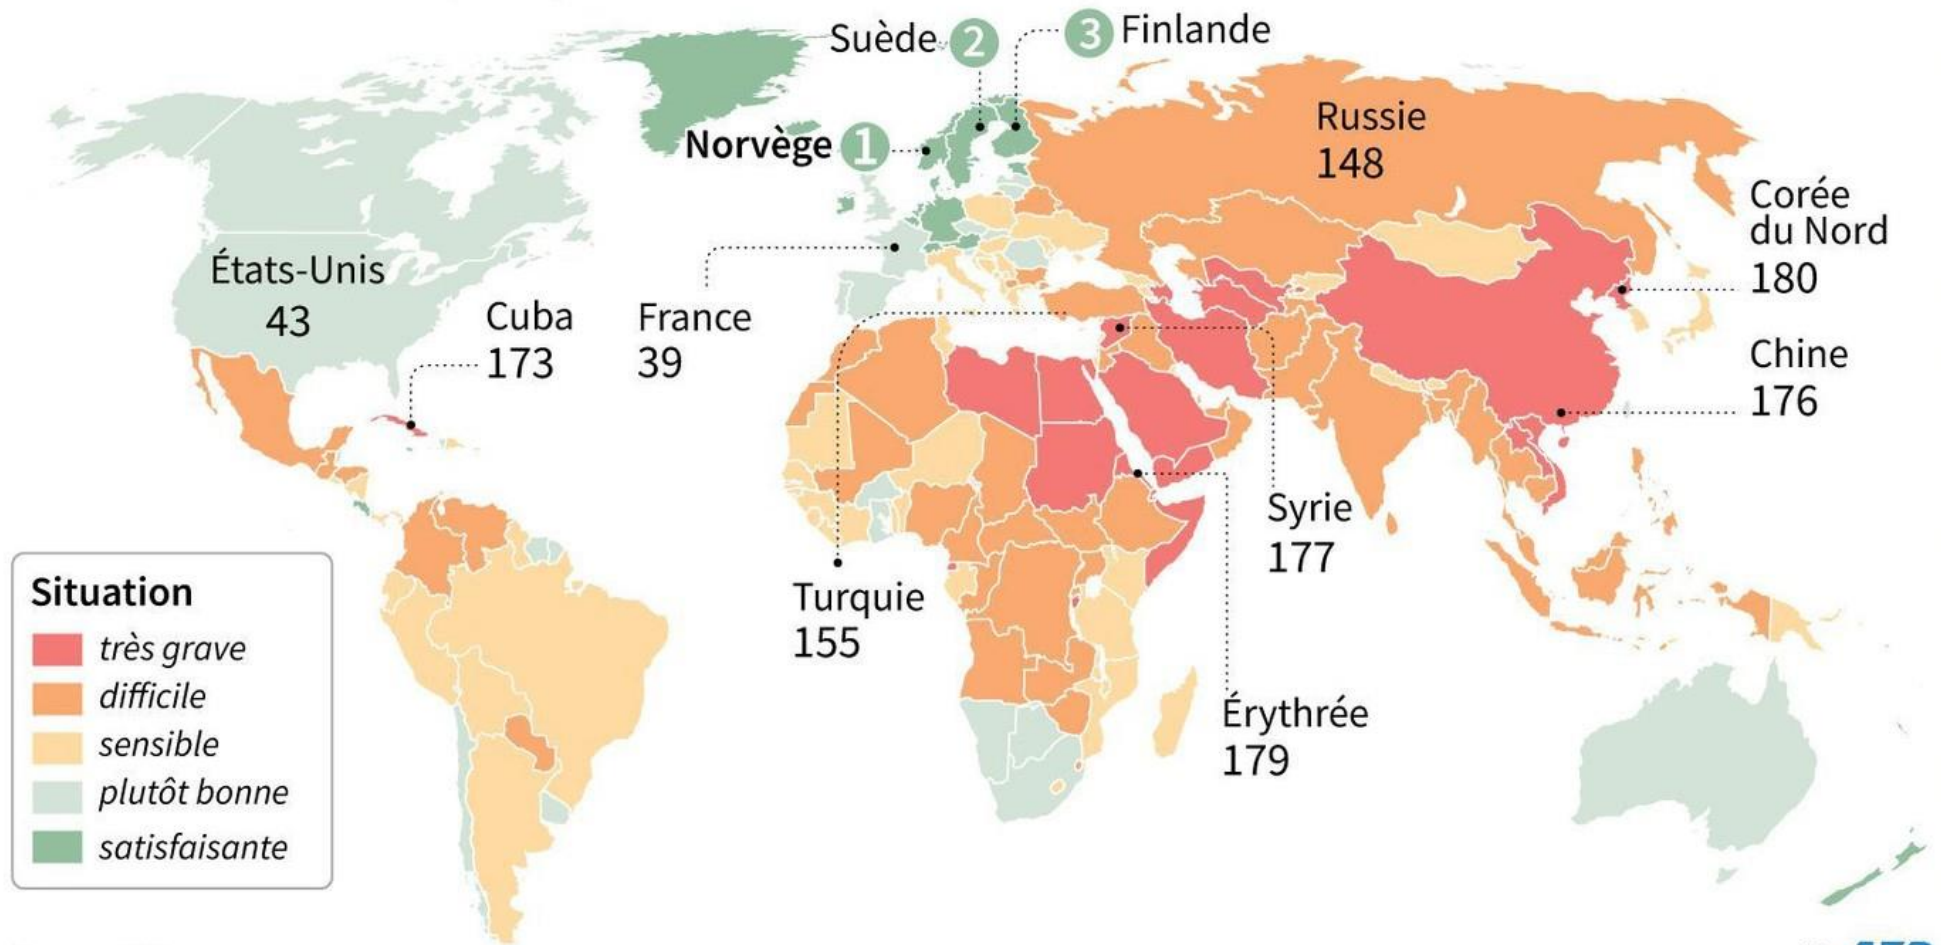 Suède 2
3 Finlande
Norvège 1
Russie
148
Corée
du Nord
180
États-Unis
43
Cuba
173
France
39
Chine
176
Syrie
177
Turquie
155
Érythrée
179
Situation
très grave
difficile
sensible
plutôt bonne
satisfaisante